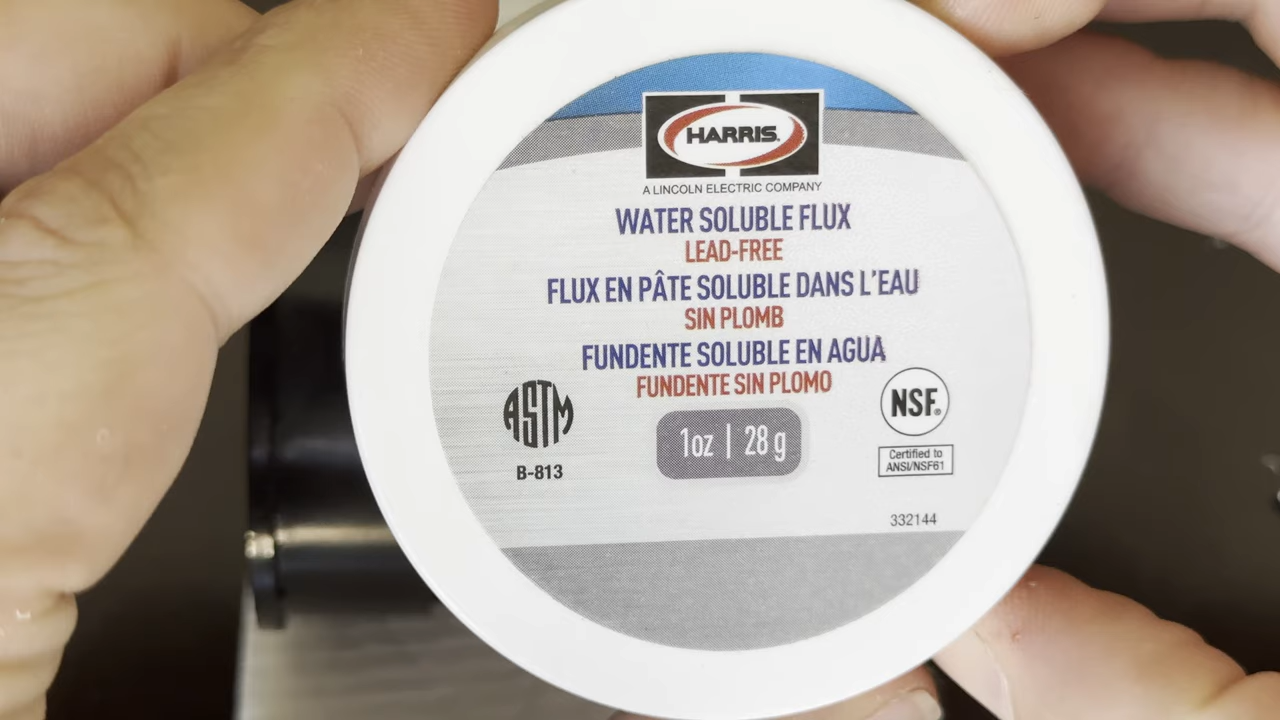 HARRIS.
A LINCOLN ELECTRIC COMPANY
WATER SOLUBLE FLUX
LEAD-FREE
FLUX EN PÂTE SOLUBLE DANS L'EAU
SIN PLOMB
FUNDENTE SOLUBLE EN AGUA
FUNDENTE SIN PLOMO
ASTM
B-813
1oz | 28 g
NSF®
Certified to
ANSI/NSF61
332144